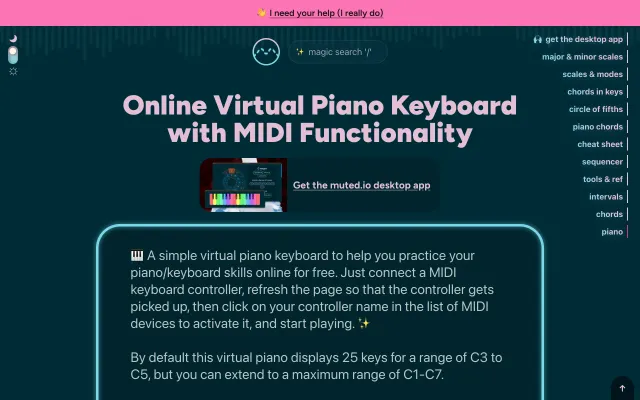 👋 I need your help (I really do)
✨ magic search '/'
🎧 get the desktop app
major & minor scales
scales & modes
chords in keys
circle of fifths
piano chords
cheat sheet
sequencer
tools & ref
intervals
chords
piano
Online Virtual Piano Keyboard
with MIDI Functionality
Get the muted.io desktop app
🎹 A simple virtual piano keyboard to help you practice your
piano/keyboard skills online for free. Just connect a MIDI
keyboard controller, refresh the page so that the controller gets
picked up, then click on your controller name in the list of MIDI
devices to activate it, and start playing. ✨
By default this virtual piano displays 25 keys for a range of C3 to
C5, but you can extend to a maximum range of C1-C7.